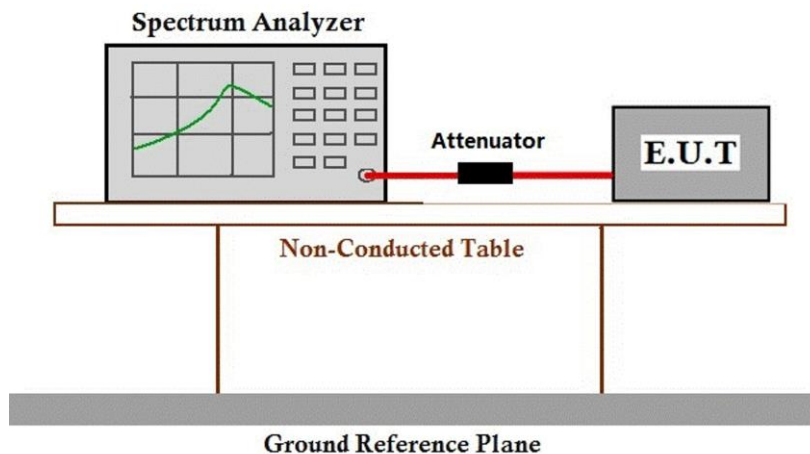 Spectrum Analyzer
Attenuator
E.U.T
Non-Conducted Table
Ground Reference Plane